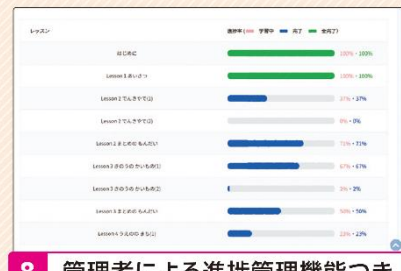 レッスン 進捗率( 学習中 完了 全完了)
はじめに 100%・100%
Lesson 1 あいさつ 100%・100%
Lesson 2 でんきやで(1) 37%・37%
Lesson 2 でんきやで(2) 0%・0%
Lesson 2 まとめの もんだい 71%・71%
Lesson 3 きのうの かいもの(1) 67%・67%
Lesson 3 きのうの かいもの(2) 2%・2%
Lesson 3 まとめの もんだい 50%・50%
Lesson 4 うえのの まち(1) 23%・23%
8 管理者による進捗管理機能つき